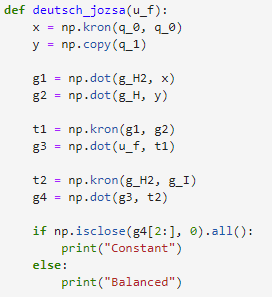 def deutsch_jozsa(u_f):
    x = np.kron(q_0, q_0)
    y = np.copy(q_1)

    g1 = np.dot(g_H2, x)
    g2 = np.dot(g_H, y)

    t1 = np.kron(g1, g2)
    g3 = np.dot(u_f, t1)

    t2 = np.kron(g_H2, g_I)
    g4 = np.dot(g3, t2)

    if np.isclose(g4[2:], 0).all():
        print("Constant")
    else:
        print("Balanced")